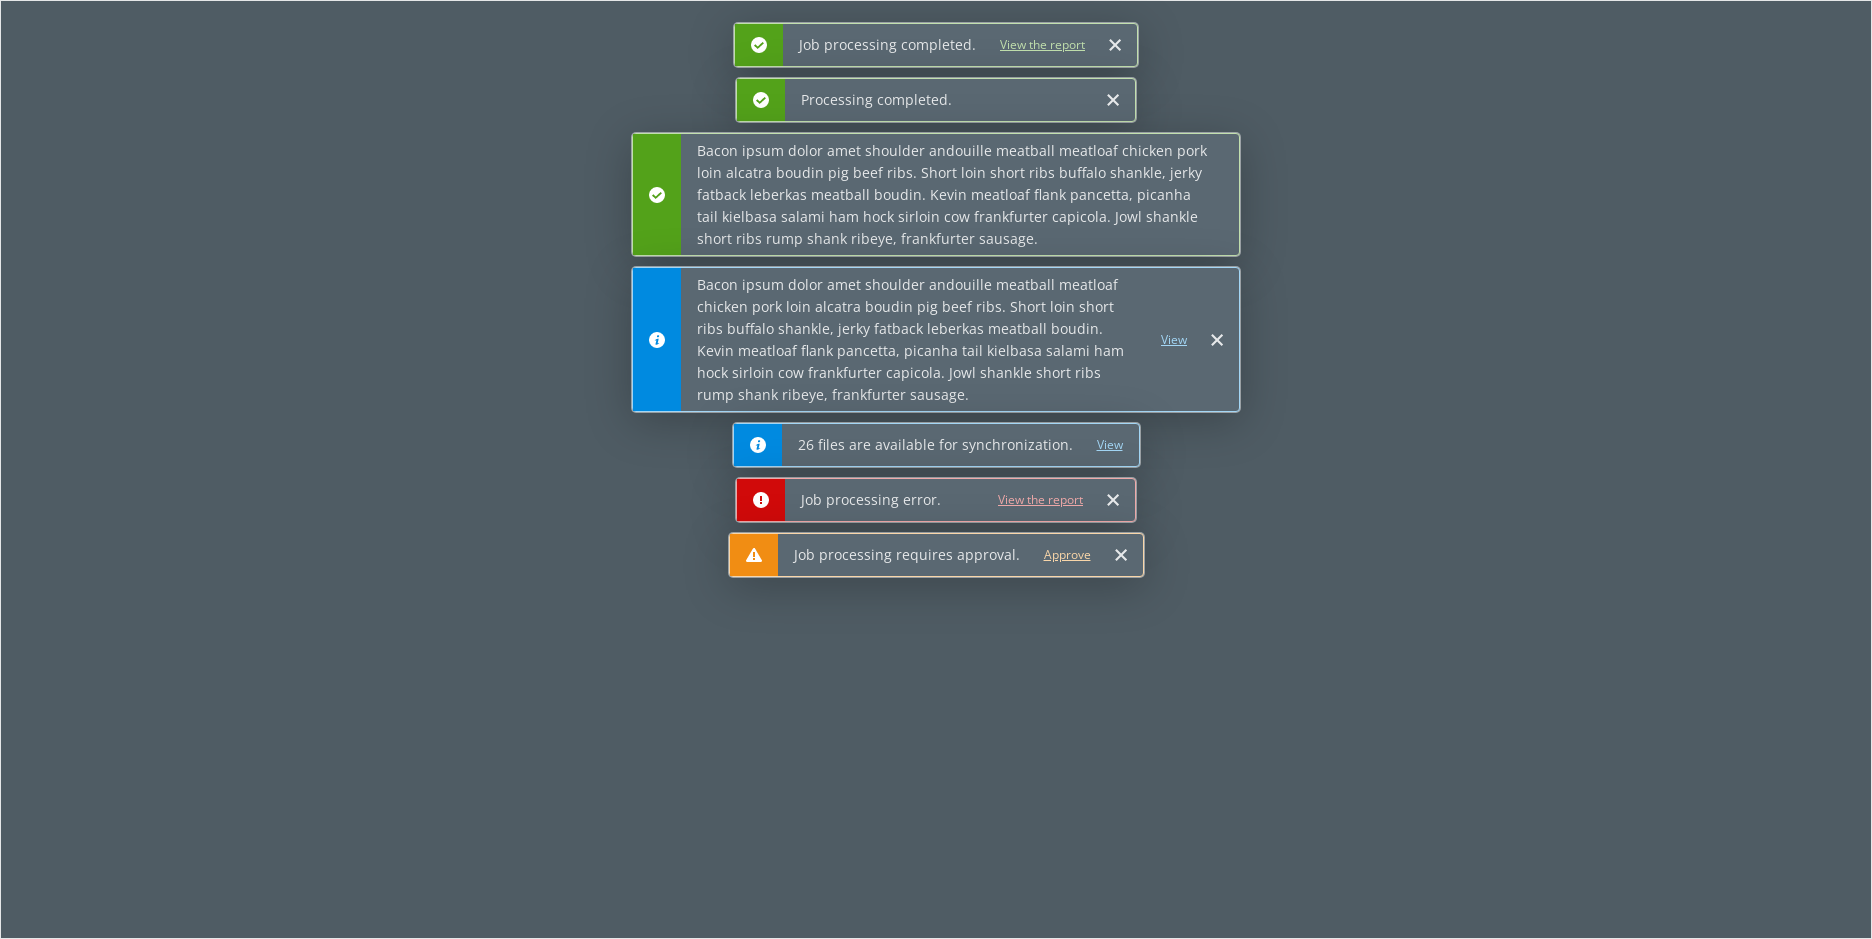 Job processing completed. View the report
Processing completed.
Bacon ipsum dolor amet shoulder andouille meatball meatloaf chicken pork
loin alcatra boudin pig beef ribs. Short loin short ribs buffalo shankle, jerky
fatback leberkas meatball boudin. Kevin meatloaf flank pancetta, picanha
tail kielbasa salami ham hock sirloin cow frankfurter capicola. Jowl shankle
short ribs rump shank ribeye, frankfurter sausage.
Bacon ipsum dolor amet shoulder andouille meatball meatloaf
chicken pork loin alcatra boudin pig beef ribs. Short loin short
ribs buffalo shankle, jerky fatback leberkas meatball boudin.
Kevin meatloaf flank pancetta, picanha tail kielbasa salami ham
hock sirloin cow frankfurter capicola. Jowl shankle short ribs
rump shank ribeye, frankfurter sausage.
View
26 files are available for synchronization. View
Job processing error. View the report
Job processing requires approval. Approve